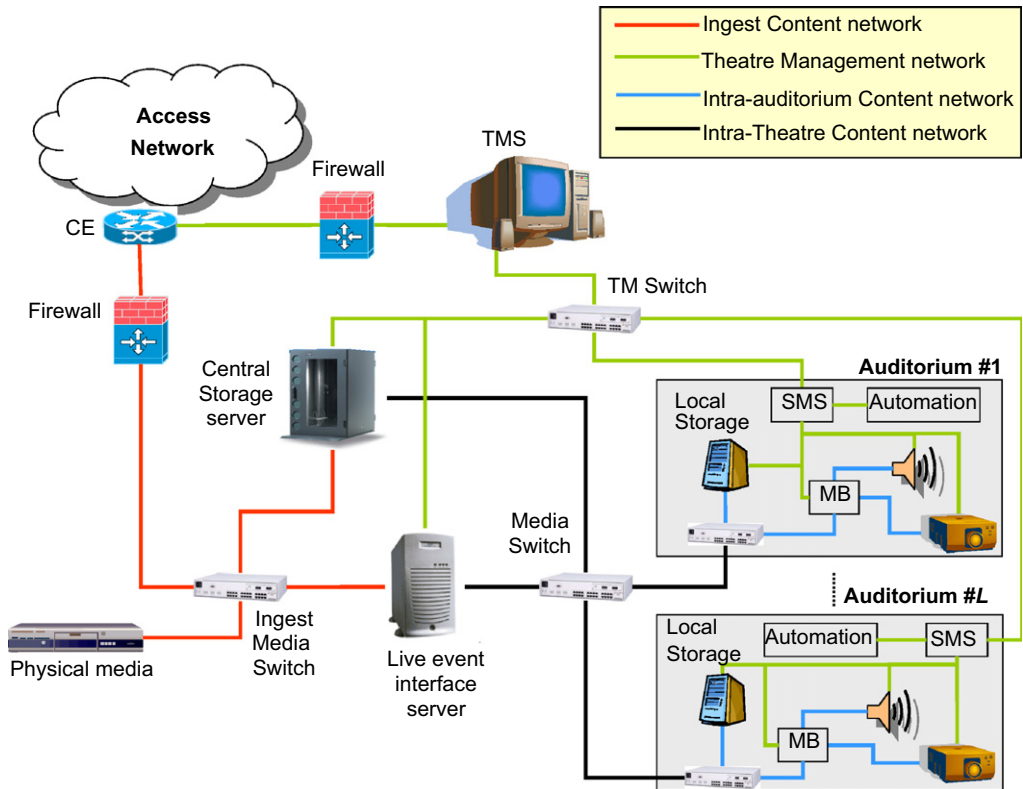 Ingest Content network
Theatre Management network
Intra-auditorium Content network
Intra-Theatre Content network
Access
Network
TMS
Firewall
CE
TM Switch
Firewall
Central
Storage
server
Auditorium #1
Local
Storage
SMS
Automation
MB
Media
Switch
Auditorium #L
Ingest
Media
Switch
Physical media
Live event
interface
server
Local
Storage
Automation
SMS
MB